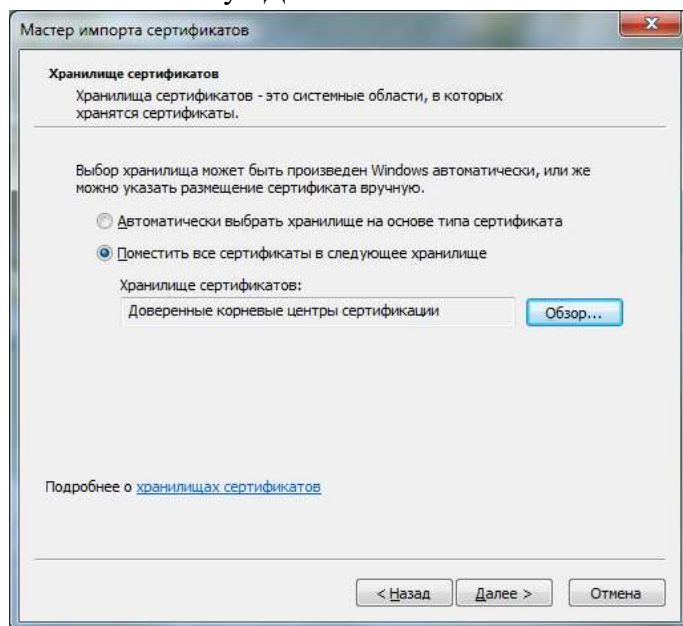 Мастер импорта сертификатов
Хранилище сертификатов
Хранилища сертификатов - это системные области, в которых
хранятся сертификаты.
Выбор хранилища может быть произведен Windows автоматически, или же
можно указать размещение сертификата вручную.
Автоматически выбрать хранилище на основе типа сертификата
Поместить все сертификаты в следующее хранилище
Хранилище сертификатов:
Доверенные корневые центры сертификации Обзор...
Подробнее о хранилищах сертификатов
< Назад Далее > Отмена